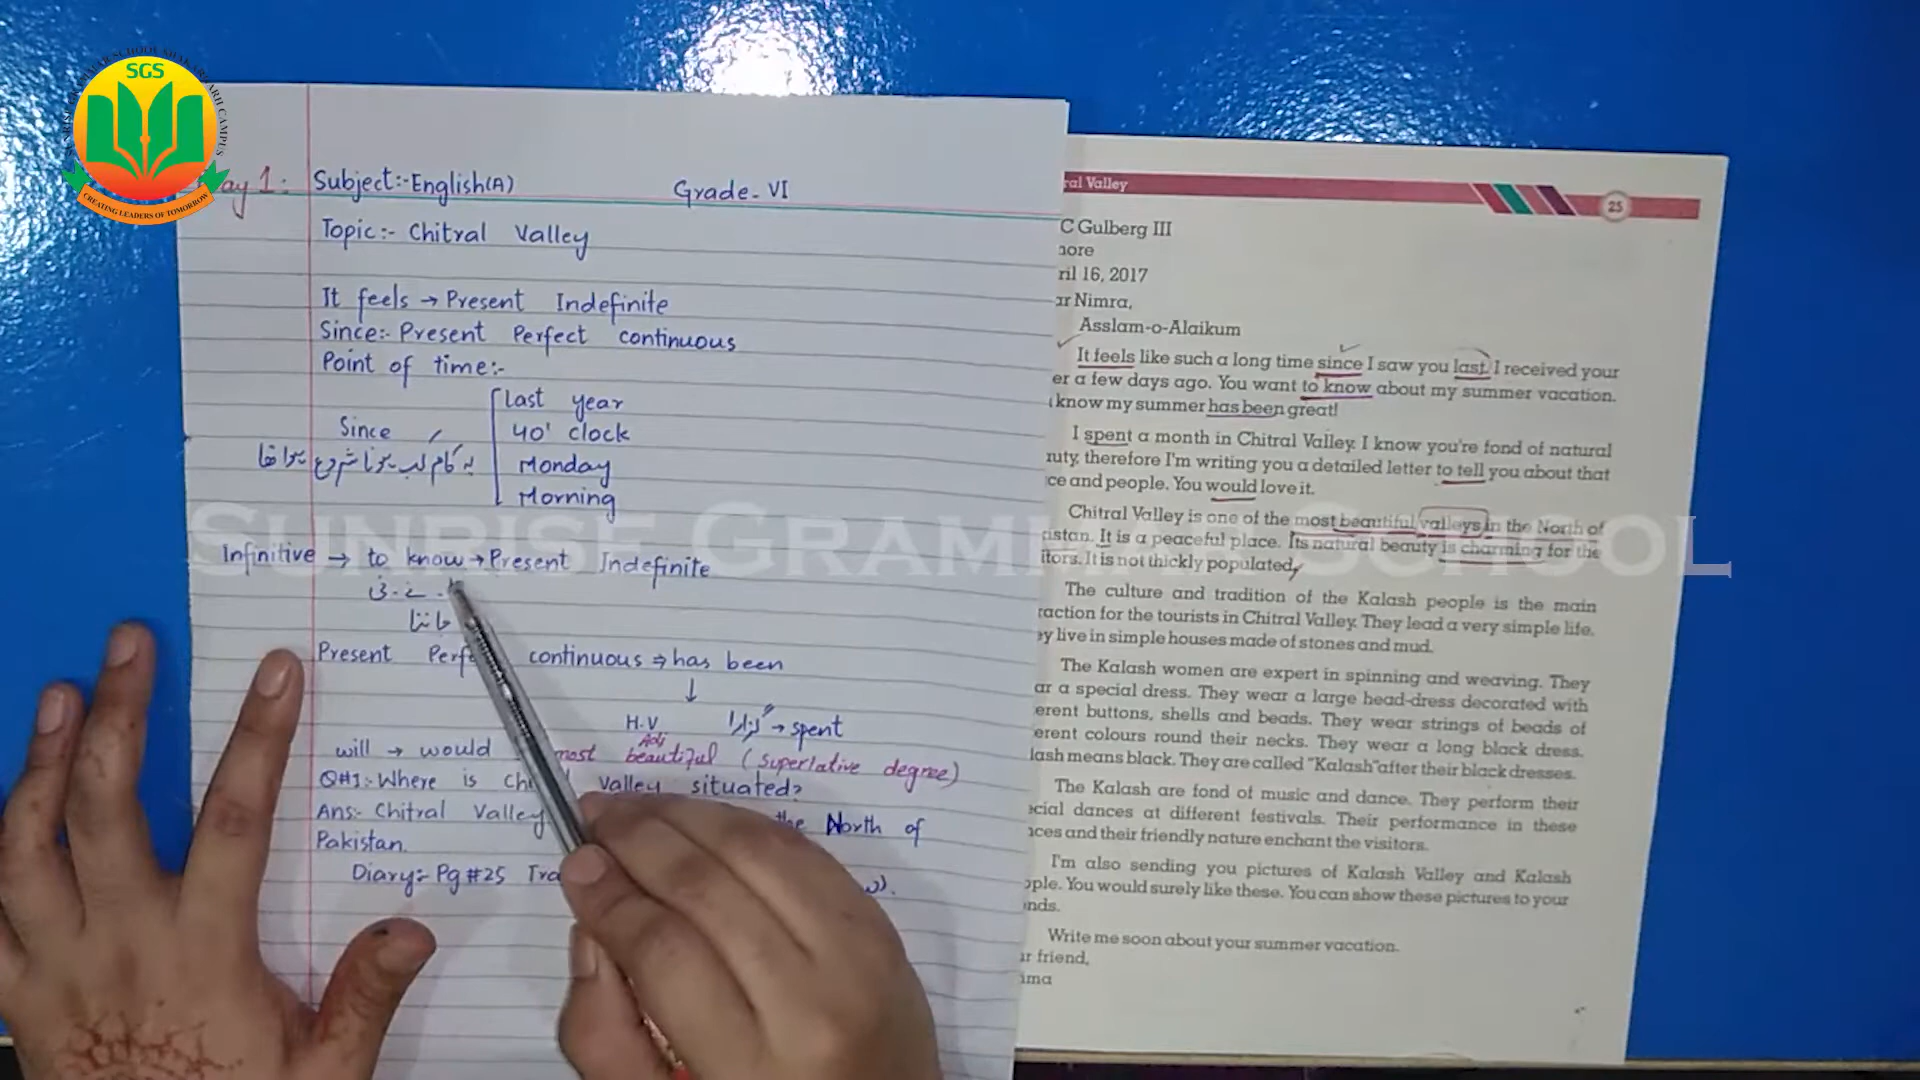 SGS
SUNRISE GRAMMAR SCHOOL SHAKARGARH CAMPUS
CREATING LEADERS OF TOMORROW
SUNRISE GRAMMAR SCHOOL
ay 1:
Subject:-English(A) Grade-VI
Topic:- Chitral Valley
It feels → Present Indefinite
Since:- Present Perfect continuous
Point of time:-
Last year
Since 4o' clock
Monday
Morning
Infinitive → to know → Present Indefinite
جاننا
Present Perf continuous ⇒ has been
↓
H.V گزارا → spent
Adj
will → would most beautiful (superlative degree)
Q#1:- Where is Chi Valley situated?
Ans:- Chitral Valley the North of
Pakistan.
Diary:- Pg#25 Tra
ral Valley 25
C Gulberg III
hore
ril 16, 2017
ar Nimra,
Asslam-o-Alaikum
It feels like such a long time since I saw you last. I received your
er a few days ago. You want to know about my summer vacation.
know my summer has been great!
I spent a month in Chitral Valley. I know you're fond of natural
uty, therefore I'm writing you a detailed letter to tell you about that
ce and people. You would love it.
Chitral Valley is one of the most beautiful valleys in the North of
kistan. It is a peaceful place. Its natural beauty is charming for the
itors. It is not thickly populated.
The culture and tradition of the Kalash people is the main
raction for the tourists in Chitral Valley. They lead a very simple life.
ey live in simple houses made of stones and mud.
The Kalash women are expert in spinning and weaving. They
ar a special dress. They wear a large head-dress decorated with
erent buttons, shells and beads. They wear strings of beads of
erent colours round their necks. They wear a long black dress.
lash means black. They are called "Kalash"after their black dresses.
The Kalash are fond of music and dance. They perform their
ecial dances at different festivals. Their performance in these
nces and their friendly nature enchant the visitors.
I'm also sending you pictures of Kalash Valley and Kalash
ople. You would surely like these. You can show these pictures to your
nds.
Write me soon about your summer vacation.
ur friend,
ima